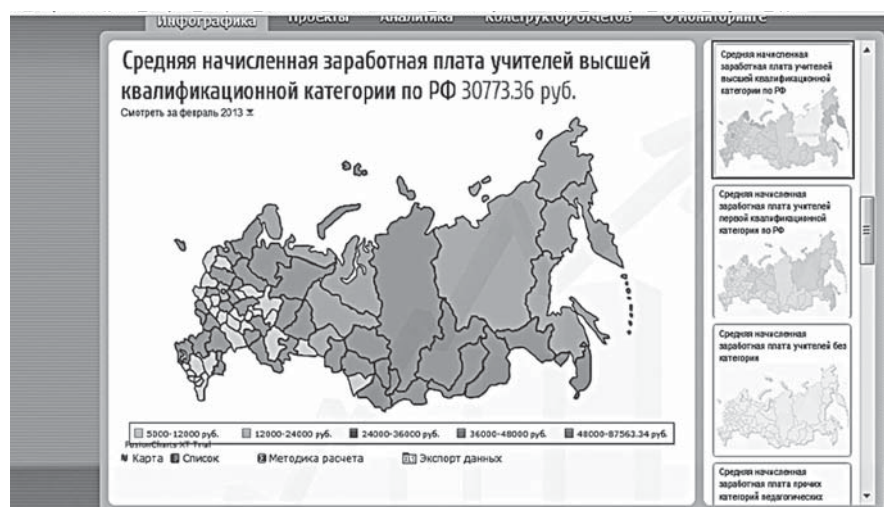 Инфографика Проекты Аналитика Конструктор отчетов О мониторинге
Средняя начисленная заработная плата учителей высшей
квалификационной категории по РФ 30773.36 руб.
Смотреть за февраль 2013
5000-12000 руб. 12000-24000 руб. 24000-36000 руб. 36000-48000 руб. 48000-87563.34 руб.
FusionCharts XT Trial
Карта Список Методика расчета Экспорт данных
Средняя начисленная
заработная плата учителей
высшей квалификационной
категории по РФ
Средняя начисленная
заработная плата учителей
первой квалификационной
категории по РФ
Средняя начисленная
заработная плата учителей без
категории
Средняя начисленная
заработная плата прочих
категорий педагогических